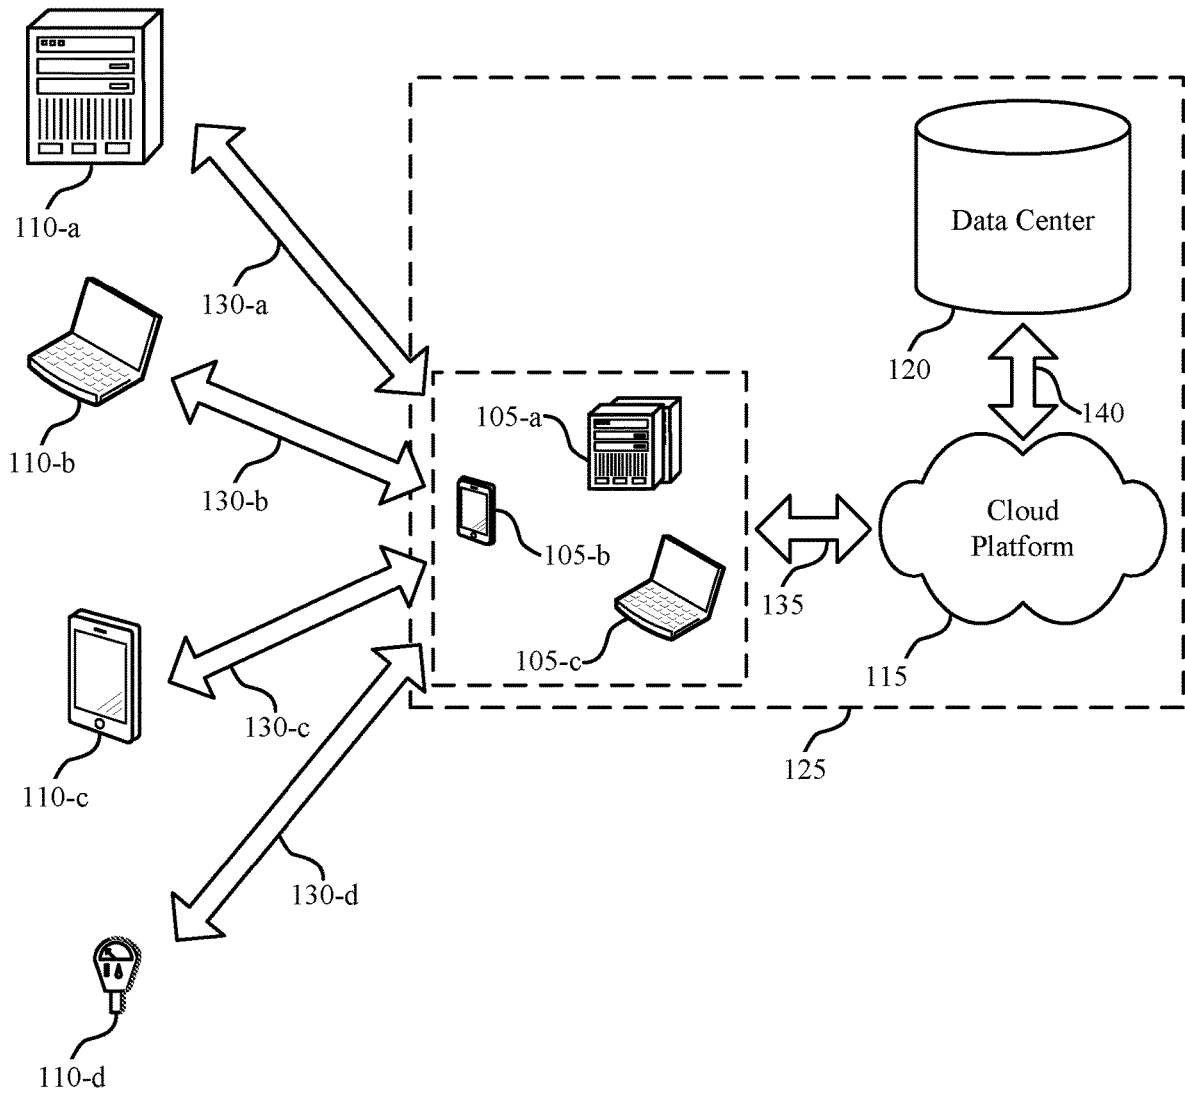 110-a
130-a
Data Center
120
140
110-b
130-b
105-a
105-b
105-c
Cloud
Platform
135
115
110-c
130-c
125
130-d
110-d